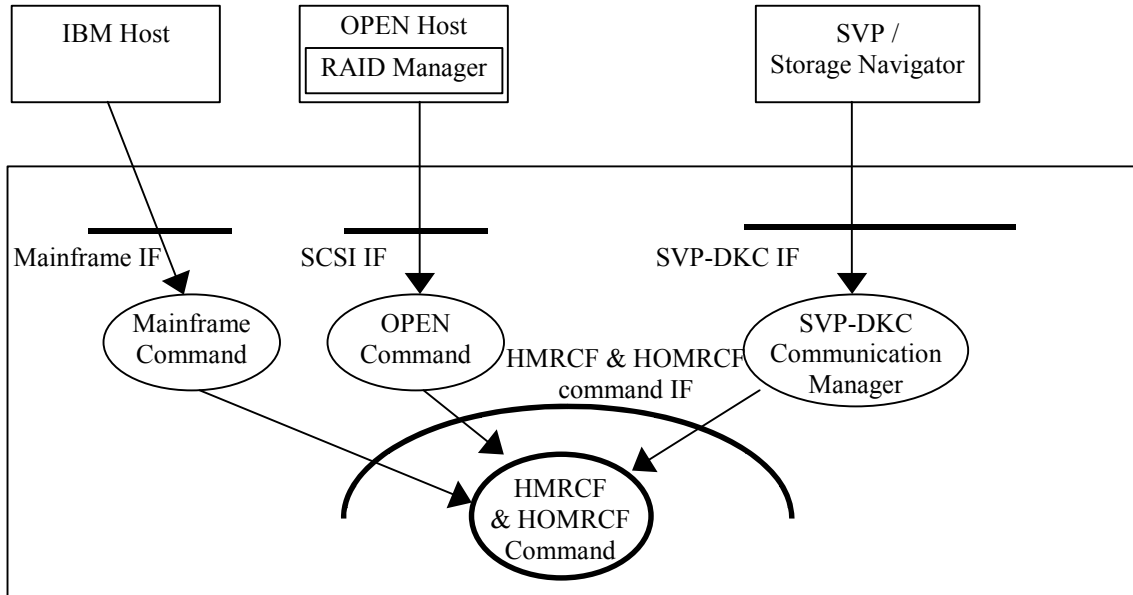 IBM Host
OPEN Host
RAID Manager
SVP /
Storage Navigator
Mainframe IF
SCSI IF
SVP-DKC IF
Mainframe
Command
OPEN
Command
SVP-DKC
Communication
Manager
HMRCF & HOMRCF
command IF
HMRCF
& HOMRCF
Command